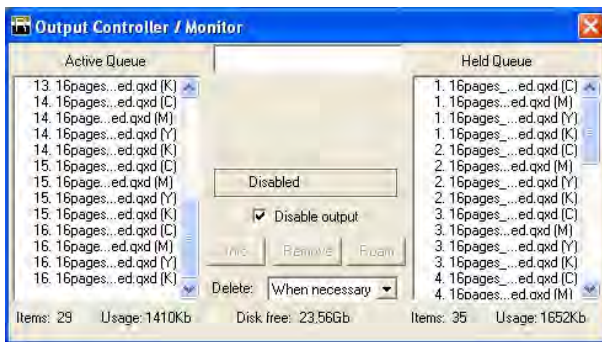 Output Controller / Monitor
Active Queue
13. 16pages...ed.qxd (K)
14. 16pages...ed.qxd (C)
14. 16page...ed.qxd (M)
14. 16pages...ed.qxd (Y)
14. 16pages...ed.qxd (K)
15. 16pages...ed.qxd (C)
15. 16page...ed.qxd (M)
15. 16pages...ed.qxd (Y)
15. 16pages...ed.qxd (K)
16. 16pages...ed.qxd (C)
16. 16page...ed.qxd (M)
16. 16pages...ed.qxd (Y)
16. 16pages...ed.qxd (K)
Items: 29 Usage: 1410Kb
Disabled
Disable output
Info Remove Roam
Delete: When necessary
Disk free: 23.56Gb
Held Queue
1. 16pages_...ed.qxd (C)
1. 16pages...ed.qxd (M)
1. 16pages_...ed.qxd (Y)
1. 16pages_...ed.qxd (K)
2. 16pages_...ed.qxd (C)
2. 16pages...ed.qxd (M)
2. 16pages_...ed.qxd (Y)
2. 16pages_...ed.qxd (K)
3. 16pages_...ed.qxd (C)
3. 16pages...ed.qxd (M)
3. 16pages_...ed.qxd (Y)
3. 16pages_...ed.qxd (K)
4. 16pages_...ed.qxd (C)
4. 16pages...ed.qxd (M)
Items: 35 Usage: 1652Kb